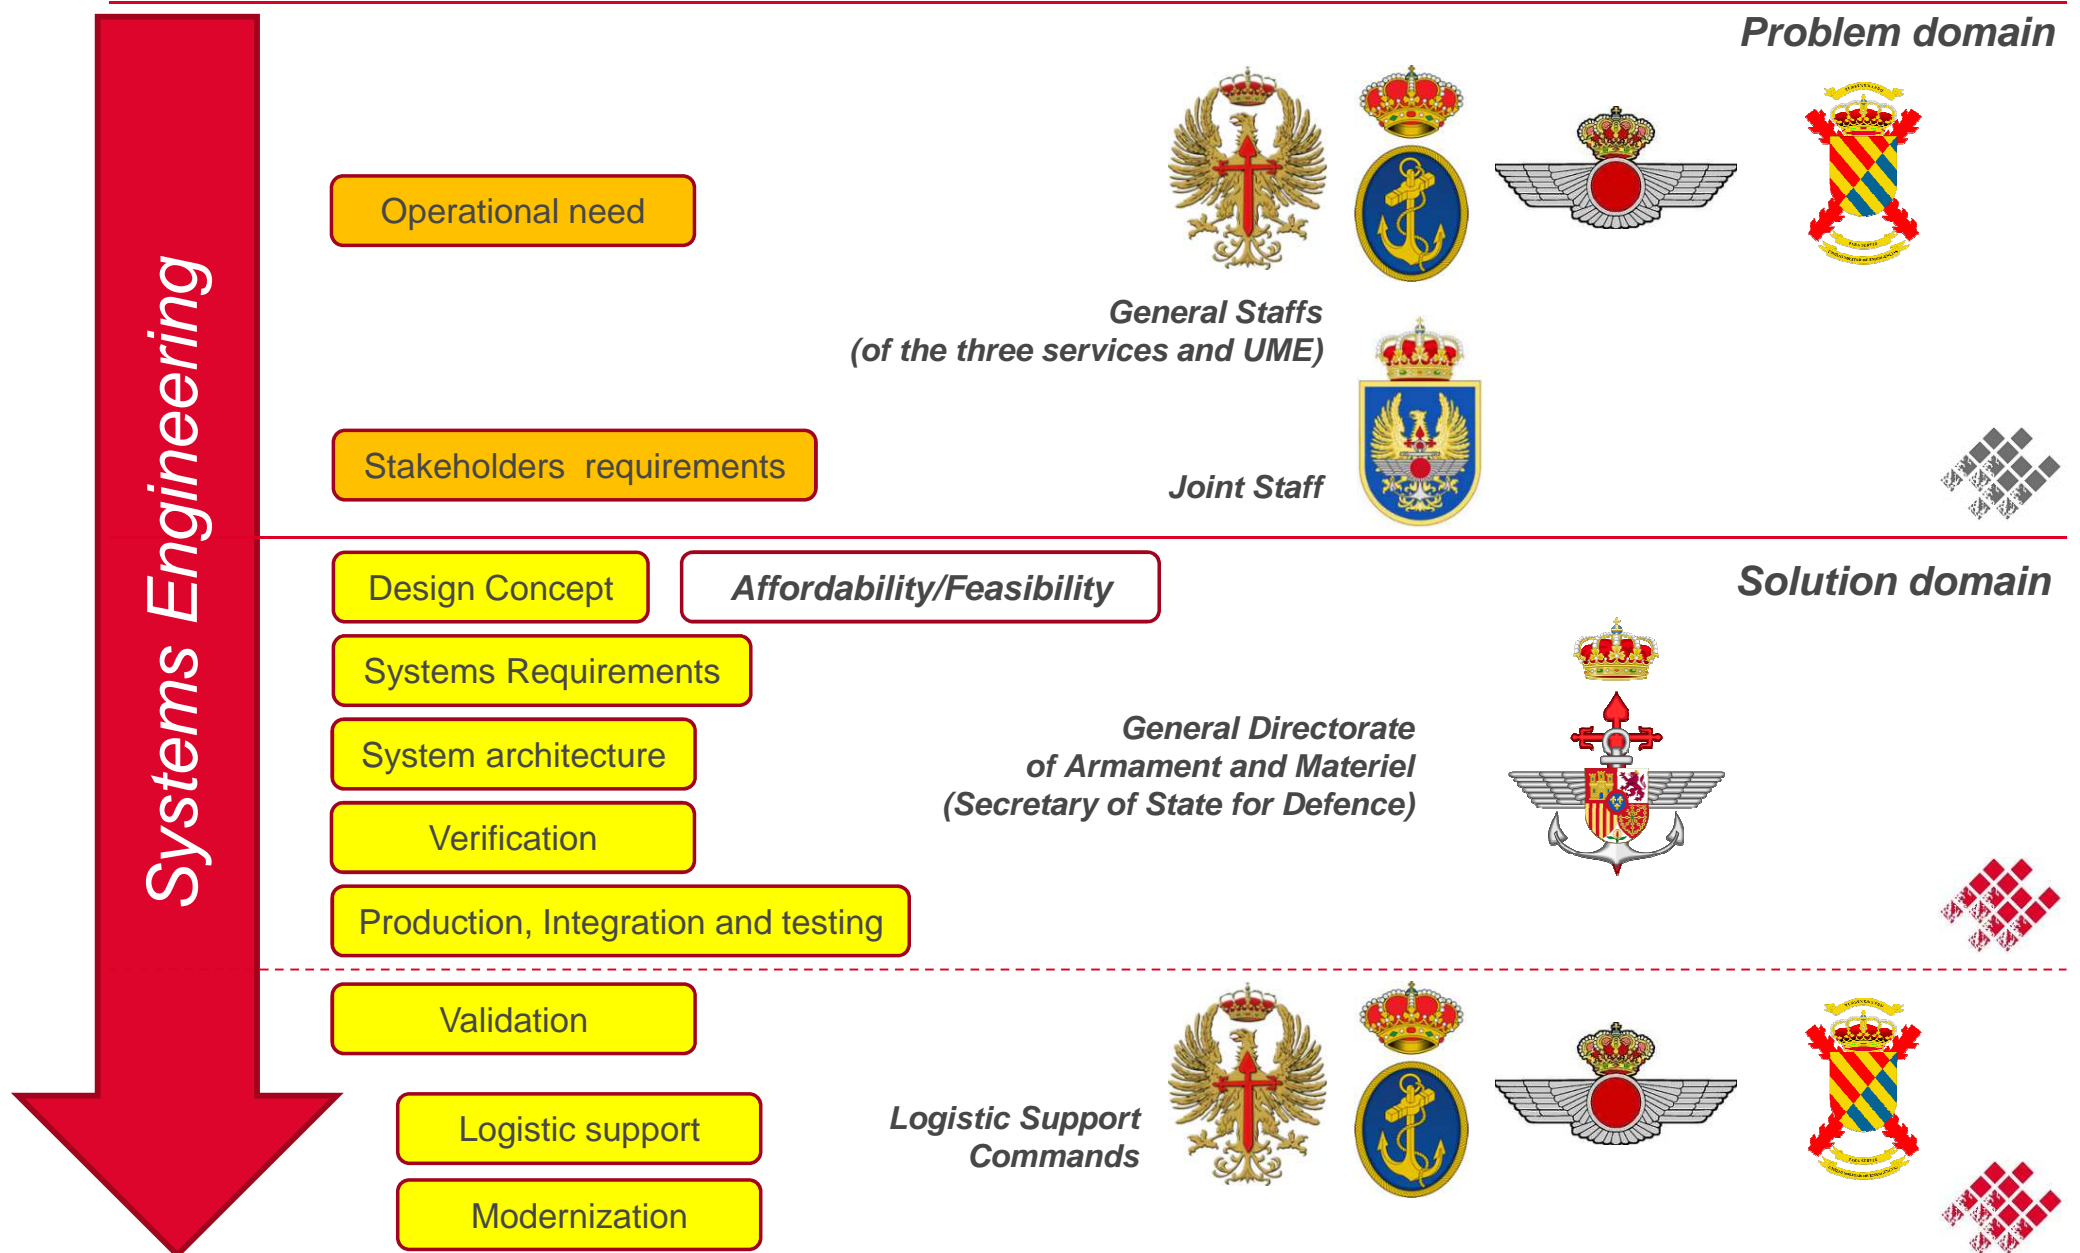 Problem domain
Systems Engineering
Operational need
General Staffs
(of the three services and UME)
Stakeholders requirements
Joint Staff
Solution domain
Design Concept
Affordability/Feasibility
Systems Requirements
System architecture
General Directorate
of Armament and Materiel
(Secretary of State for Defence)
Verification
Production, Integration and testing
Validation
Logistic support
Logistic Support
Commands
Modernization